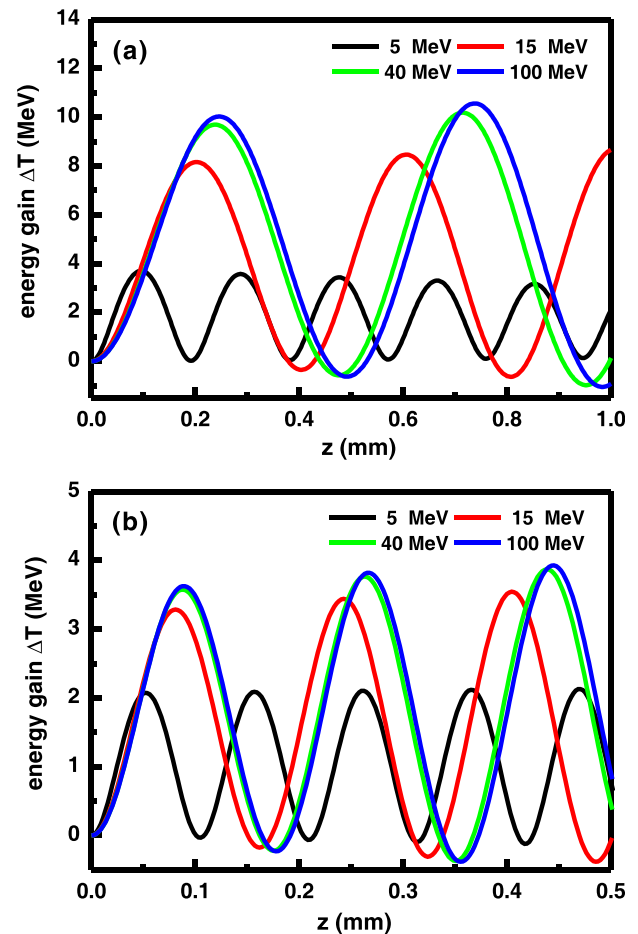 14
12
10
8
6
4
2
0
energy gain ΔT (MeV)
(a)
5 MeV 15 MeV
40 MeV 100 MeV
0.0 0.2 0.4 0.6 0.8 1.0
z (mm)
5
4
3
2
1
0
energy gain ΔT (MeV)
(b)
5 MeV 15 MeV
40 MeV 100 MeV
0.0 0.1 0.2 0.3 0.4 0.5
z (mm)